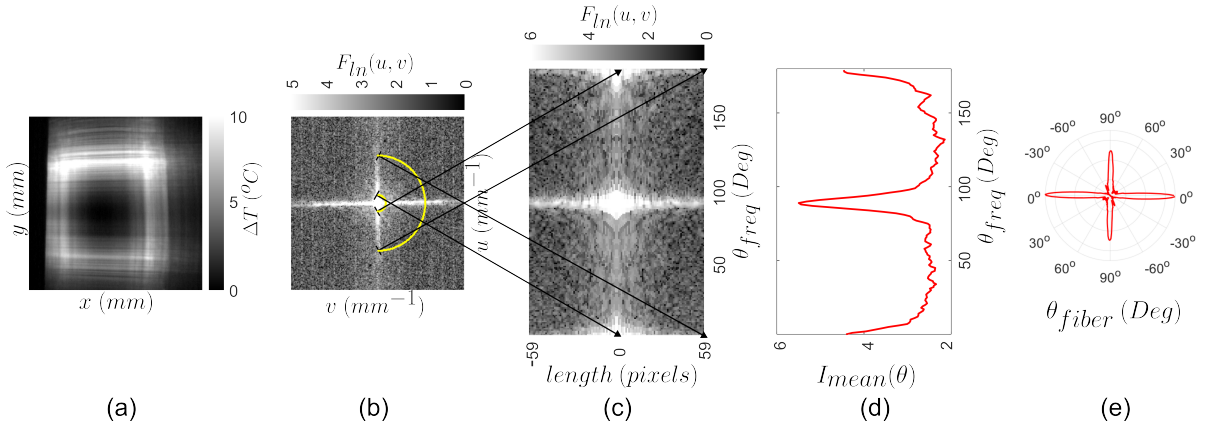 y (mm)
x (mm)
10
5
0
ΔT (°C)
(a)
F_ln(u, v)
5
4
3
2
1
0
v (mm⁻¹)
u (mm⁻¹)
(b)
F_ln(u, v)
6
4
2
0
-59
0
59
length (pixels)
50
100
150
θ_freq (Deg)
(c)
6
4
2
I_mean(θ)
50
100
150
θ_freq (Deg)
(d)
90°
-60°
60°
-30°
30°
0°
0°
30°
-30°
60°
-60°
90°
θ_fiber (Deg)
(e)